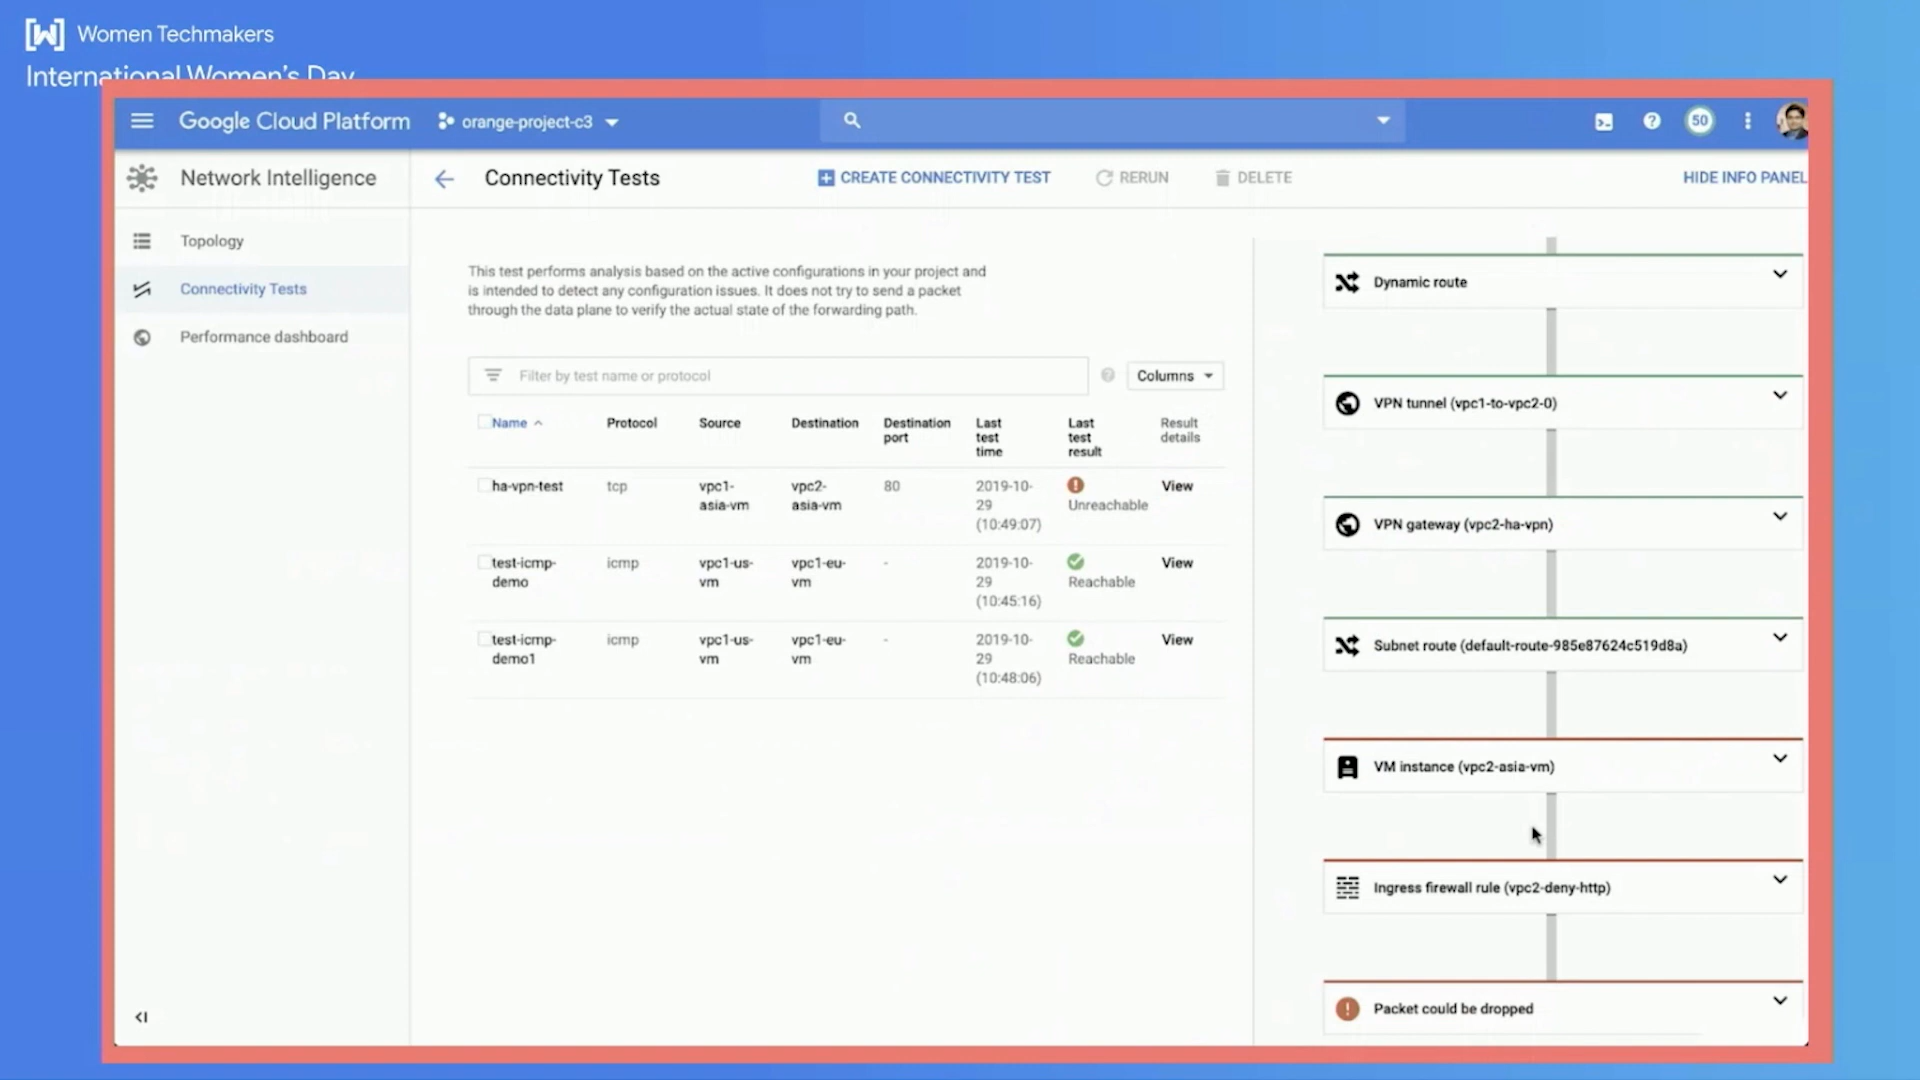 Women Techmakers
International Women's Day
Google Cloud Platform
orange-project-c3
50
Network Intelligence
Connectivity Tests
CREATE CONNECTIVITY TEST
RERUN
DELETE
HIDE INFO PANEL
Topology
Connectivity Tests
Performance dashboard
This test performs analysis based on the active configurations in your project and
is intended to detect any configuration issues. It does not try to send a packet
through the data plane to verify the actual state of the forwarding path.
Filter by test name or protocol
Columns
Name Protocol Source Destination Destination port Last test time Last test result Result details
ha-vpn-test tcp vpc1-asia-vm vpc2-asia-vm 80 2019-10-29 (10:49:07) Unreachable View
test-icmp-demo icmp vpc1-us-vm vpc1-eu-vm - 2019-10-29 (10:45:16) Reachable View
test-icmp-demo1 icmp vpc1-us-vm vpc1-eu-vm - 2019-10-29 (10:48:06) Reachable View
Dynamic route
VPN tunnel (vpc1-to-vpc2-0)
VPN gateway (vpc2-ha-vpn)
Subnet route (default-route-985e87624c519d8a)
VM instance (vpc2-asia-vm)
Ingress firewall rule (vpc2-deny-http)
Packet could be dropped